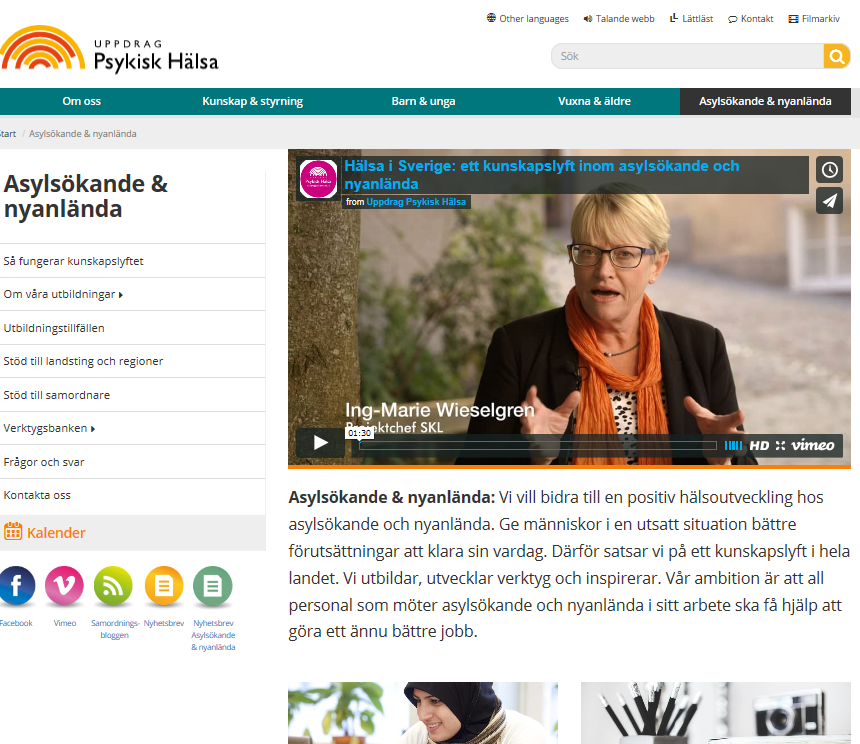 Other languages
Talande webb
Lättläst
Kontakt
Filmarkiv
UPPDRAG
Psykisk Hälsa
Sök
Om oss
Kunskap & styrning
Barn & unga
Vuxna & äldre
Asylsökande & nyanlända
tart / Asylsökande & nyanlända
Asylsökande &
nyanlända
Så fungerar kunskapslyftet
Om våra utbildningar
Utbildningstillfällen
Stöd till landsting och regioner
Stöd till samordnare
Verktygsbanken
Frågor och svar
Kontakta oss
Kalender
Facebook
Vimeo
Samordnings-
bloggen
Nyhetsbrev
Nyhetsbrev
Asylsökande
& nyanlända
Psykisk Hälsa
Hälsa i Sverige: ett kunskapslyft inom asylsökande och
nyanlända
from Uppdrag Psykisk Hälsa
Ing-Marie Wieselgren
Projektchef SKL
01:30
HD
vimeo
Asylsökande & nyanlända: Vi vill bidra till en positiv hälsoutveckling hos
asylsökande och nyanlända. Ge människor i en utsatt situation bättre
förutsättningar att klara sin vardag. Därför satsar vi på ett kunskapslyft i hela
landet. Vi utbildar, utvecklar verktyg och inspirerar. Vår ambition är att all
personal som möter asylsökande och nyanlända i sitt arbete ska få hjälp att
göra ett ännu bättre jobb.